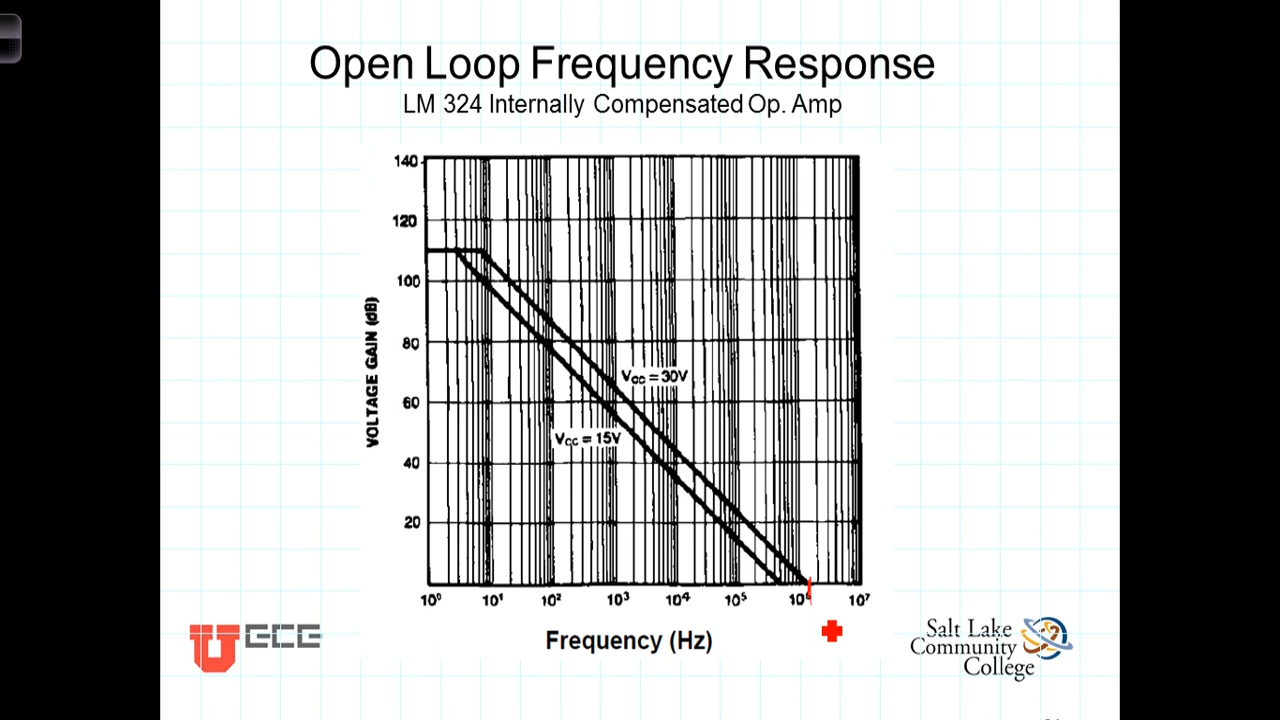 Open Loop Frequency Response
LM 324 Internally Compensated Op. Amp
140
120
100
80
60
40
20
VOLTAGE GAIN (dB)
VCC = 30V
VCC = 15V
10⁰ 10¹ 10² 10³ 10⁴ 10⁵ 10⁶ 10⁷
Frequency (Hz)
U ECE
Salt Lake
Community
College